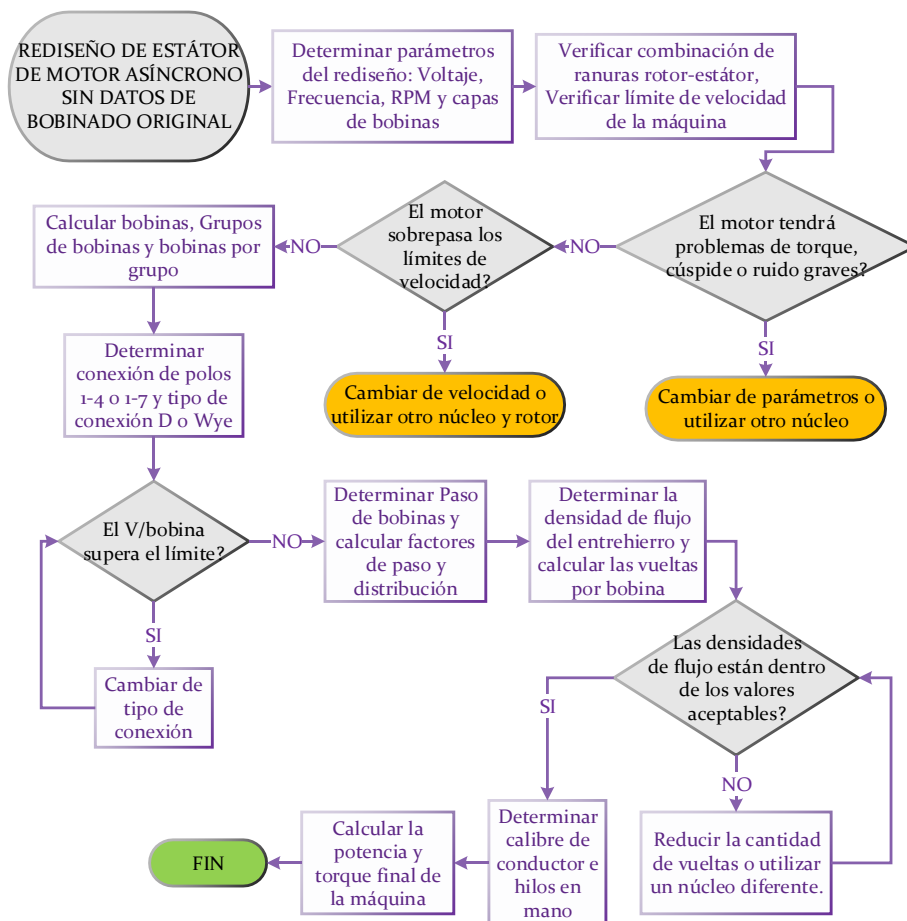 REDISEÑO DE ESTÁTOR
DE MOTOR ASÍNCRONO
SIN DATOS DE
BOBINADO ORIGINAL
Determinar parámetros
del rediseño: Voltaje,
Frecuencia, RPM y capas
de bobinas
Verificar combinación de
ranuras rotor-estátor,
Verificar límite de velocidad
de la máquina
El motor tendrá
problemas de torque,
cúspide o ruido graves?
NO
SI
Cambiar de parámetros o
utilizar otro núcleo
El motor
sobrepasa los
límites de
velocidad?
NO
SI
Cambiar de velocidad o
utilizar otro núcleo y rotor
Calcular bobinas, Grupos
de bobinas y bobinas por
grupo
Determinar
conexión de polos
1-4 o 1-7 y tipo de
conexión D o Wye
El V/bobina
supera el límite?
NO
SI
Cambiar de
tipo de
conexión
Determinar Paso
de bobinas y
calcular factores
de paso y
distribución
Determinar la
densidad de flujo
del entrehierro y
calcular las vueltas
por bobina
Las densidades
de flujo están dentro
de los valores
aceptables?
SI
NO
Reducir la cantidad
de vueltas o utilizar
un núcleo diferente.
Determinar
calibre de
conductor e
hilos en
mano
Calcular la
potencia y
torque final de
la máquina
FIN